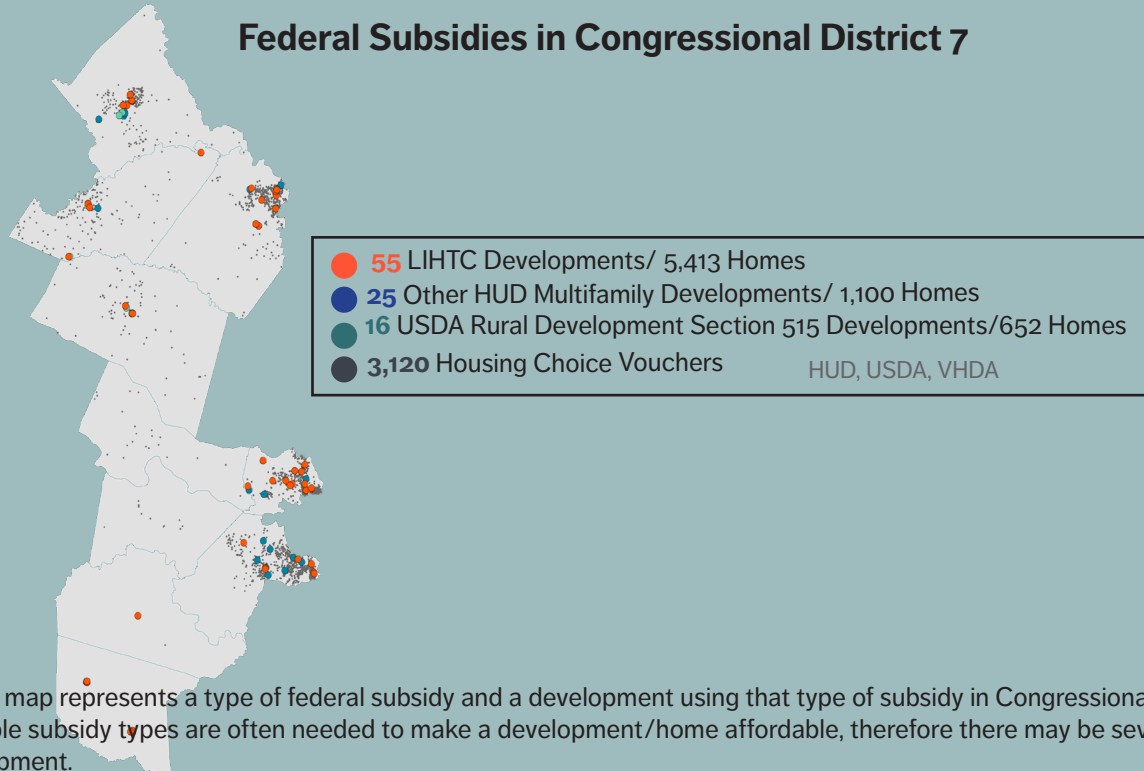 Federal Subsidies in Congressional District 7
55 LIHTC Developments/ 5,413 Homes
25 Other HUD Multifamily Developments/ 1,100 Homes
16 USDA Rural Development Section 515 Developments/652 Homes
3,120 Housing Choice Vouchers HUD, USDA, VHDA
map represents a type of federal subsidy and a development using that type of subsidy in Congressiona
ple subsidy types are often needed to make a development/home affordable, therefore there may be sev
opment.